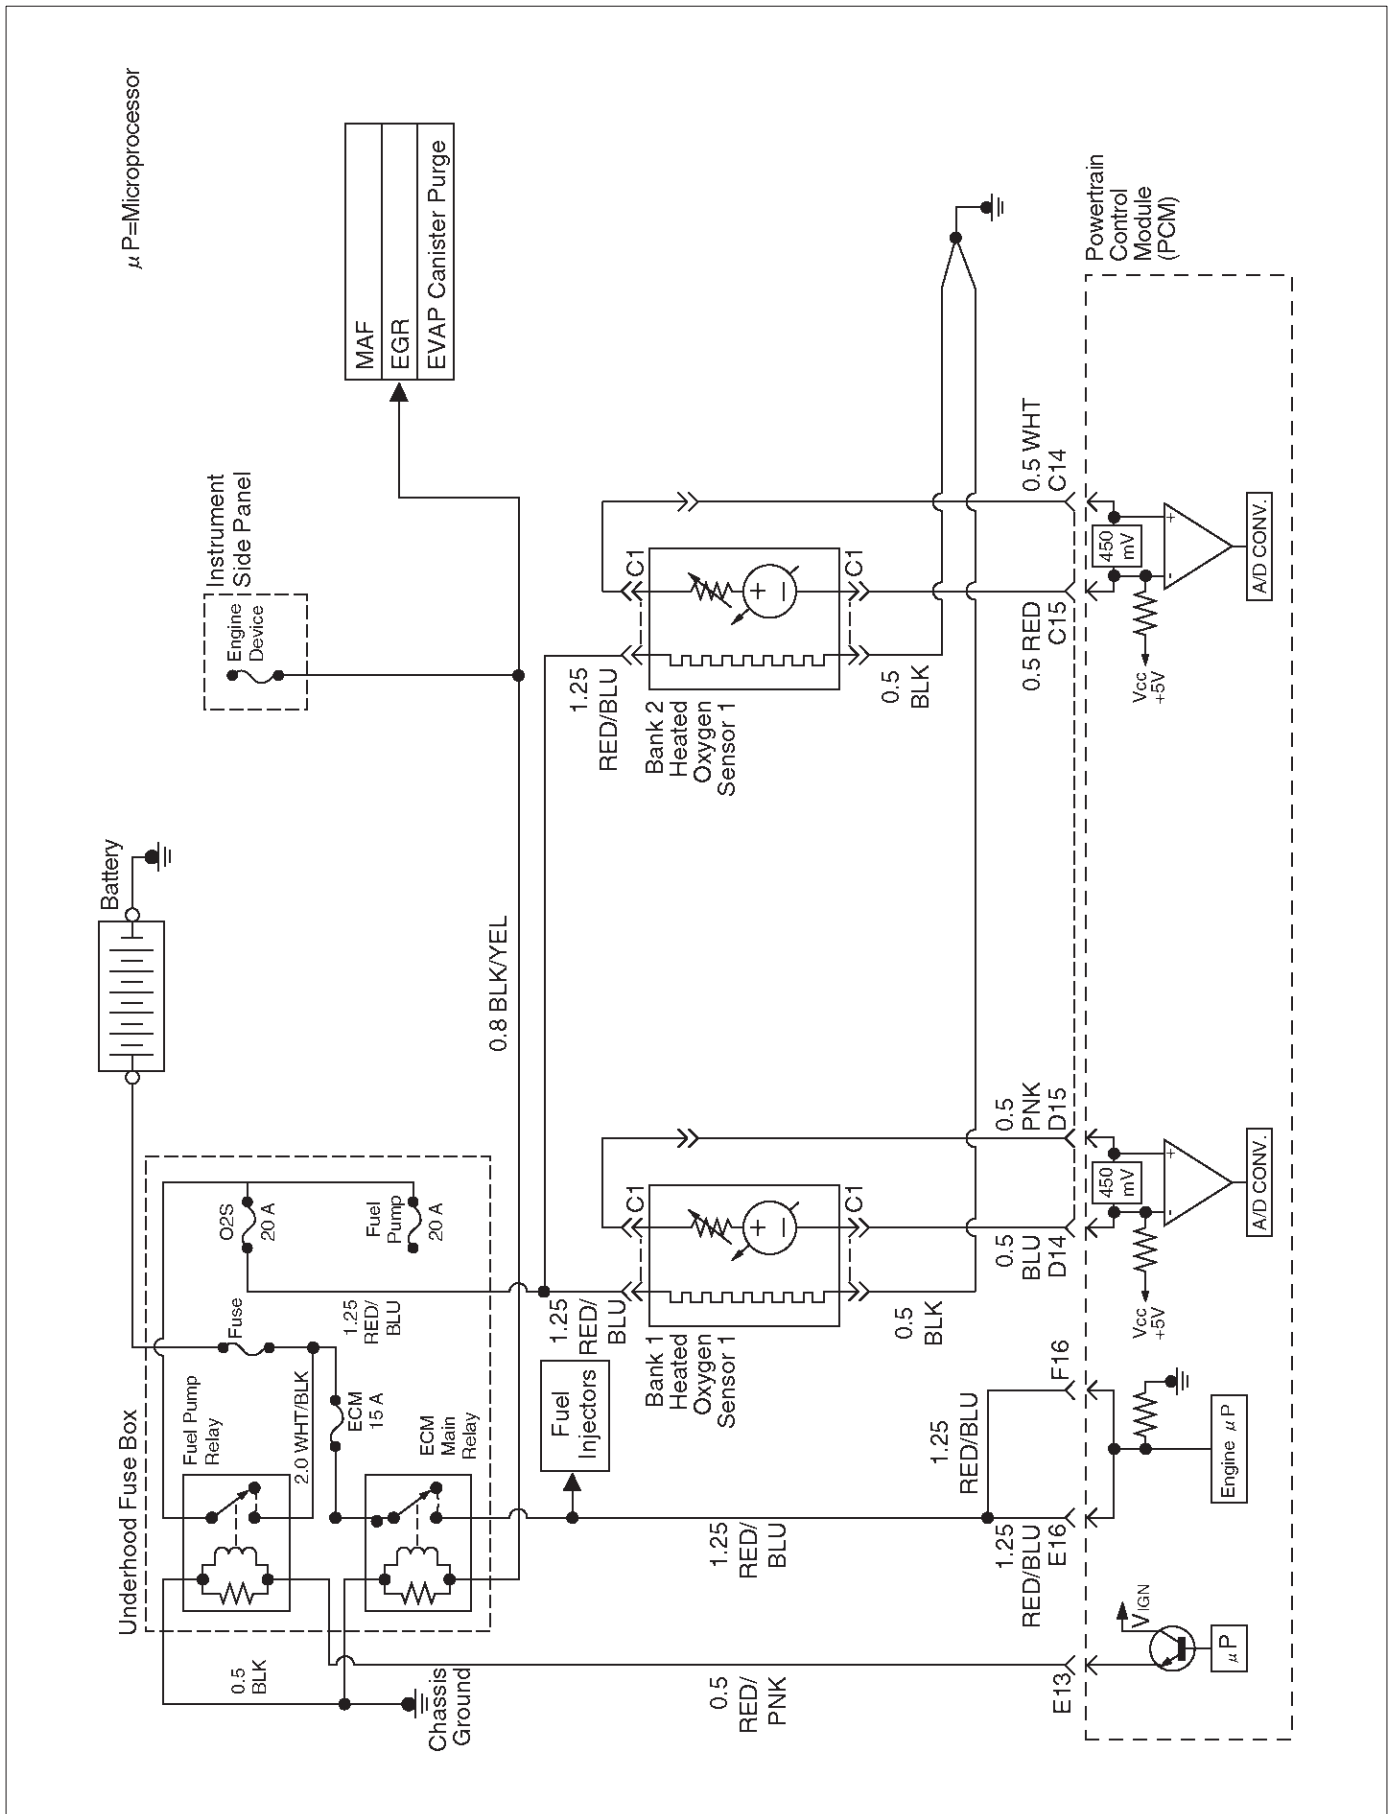 μ P=Microprocessor
MAF
EGR
EVAP Canister Purge
Instrument
Side Panel
Engine
Device
Battery
0.8 BLK/YEL
Underhood Fuse Box
Fuel Pump
Relay
Fuse
2.0 WHT/BLK
ECM
15 A
ECM
Main
Relay
O2S
20 A
Fuel
Pump
20 A
1.25
RED/
BLU
0.5
BLK
Chassis
Ground
1.25
RED/
BLU
Fuel
Injectors
C1
Bank 1
Heated
Oxygen
Sensor 1
C1
0.5
BLK
1.25
RED/BLU
C1
Bank 2
Heated
Oxygen
Sensor 1
C1
0.5
BLK
0.5
RED/
PNK
E13
1.25
RED/
BLU
1.25
RED/BLU
E16
1.25
RED/BLU
F16
0.5
BLU
D14
0.5
PNK
D15
0.5 RED
C15
0.5 WHT
C14
Powertrain
Control
Module
(PCM)
VIGN
μ P
Engine μ P
Vcc
+5V
450
mV
+
-
A/D CONV.
Vcc
+5V
450
mV
+
-
A/D CONV.